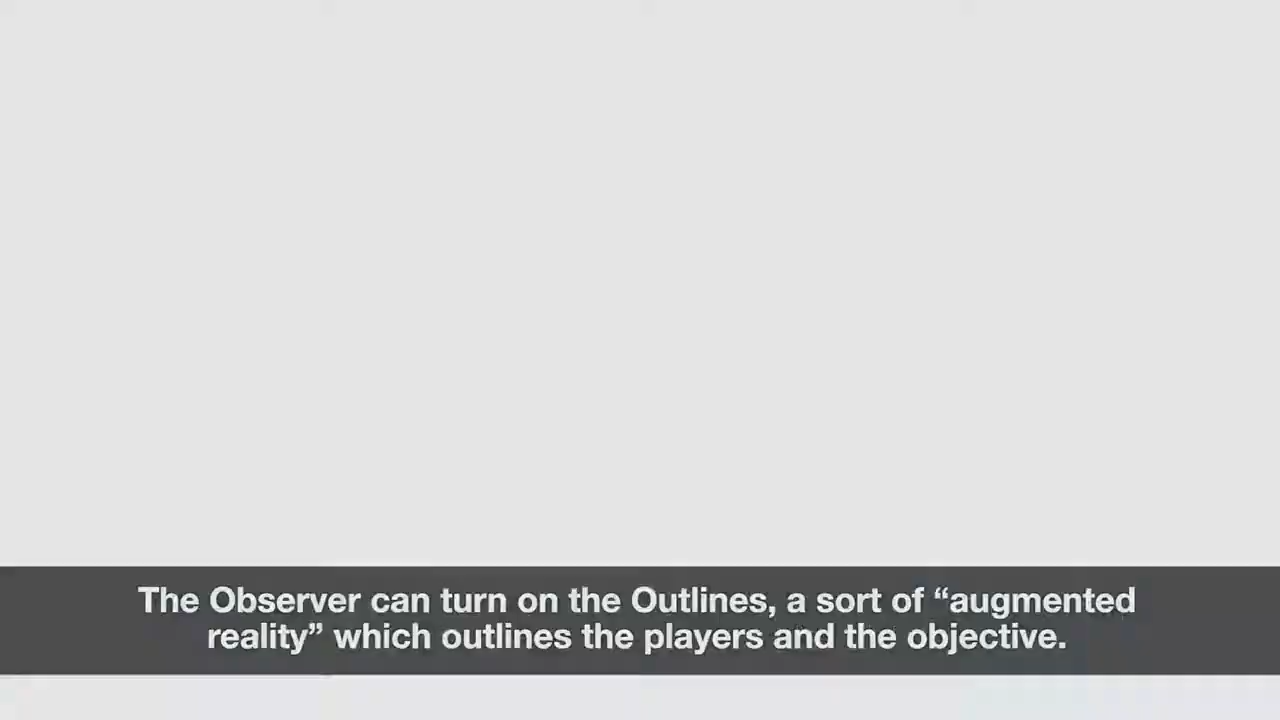 The Observer can turn on the Outlines, a sort of “augmented
reality” which outlines the players and the objective.